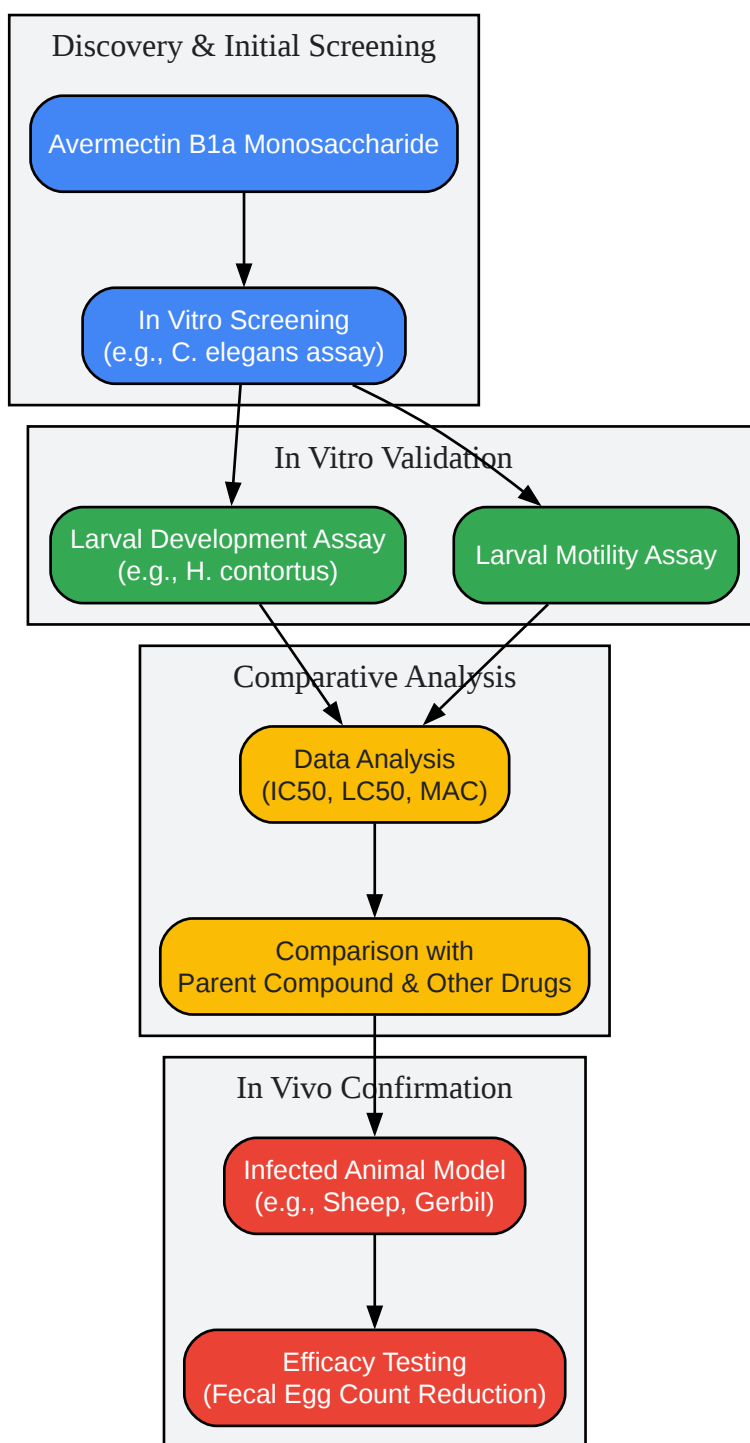 Discovery & Initial Screening
Avermectin B1a Monosaccharide
In Vitro Screening
(e.g., C. elegans assay)
In Vitro Validation
Larval Development Assay
(e.g., H. contortus)
Larval Motility Assay
Comparative Analysis
Data Analysis
(IC50, LC50, MAC)
Comparison with
Parent Compound & Other Drugs
In Vivo Confirmation
Infected Animal Model
(e.g., Sheep, Gerbil)
Efficacy Testing
(Fecal Egg Count Reduction)